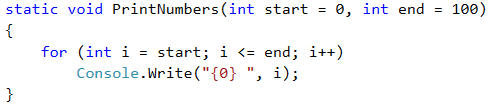 static void PrintNumbers(int start = 0, int end = 100)
{
    for (int i = start; i <= end; i++)
        Console.Write("{0} ", i);
}